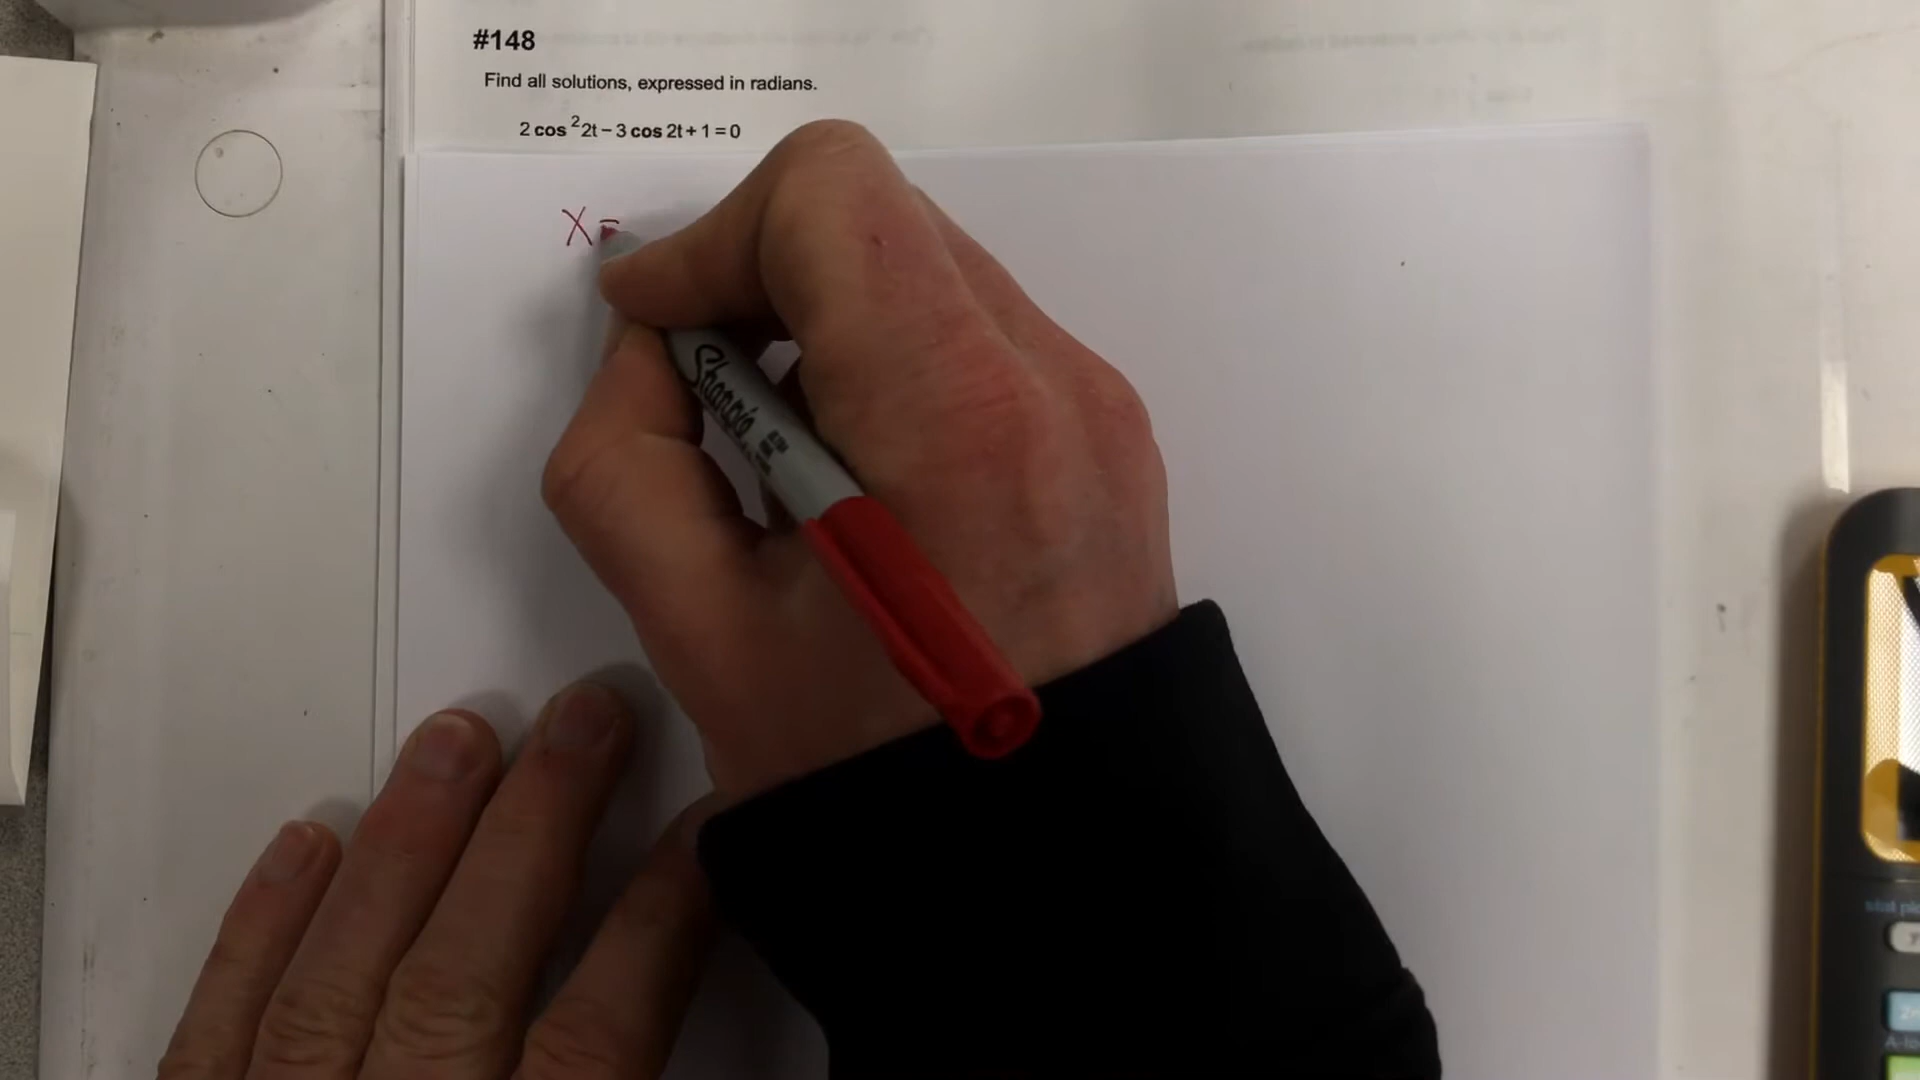 #148
Find all solutions, expressed in radians.
2 cos ²2t – 3 cos 2t + 1 = 0
X =
Sharpie